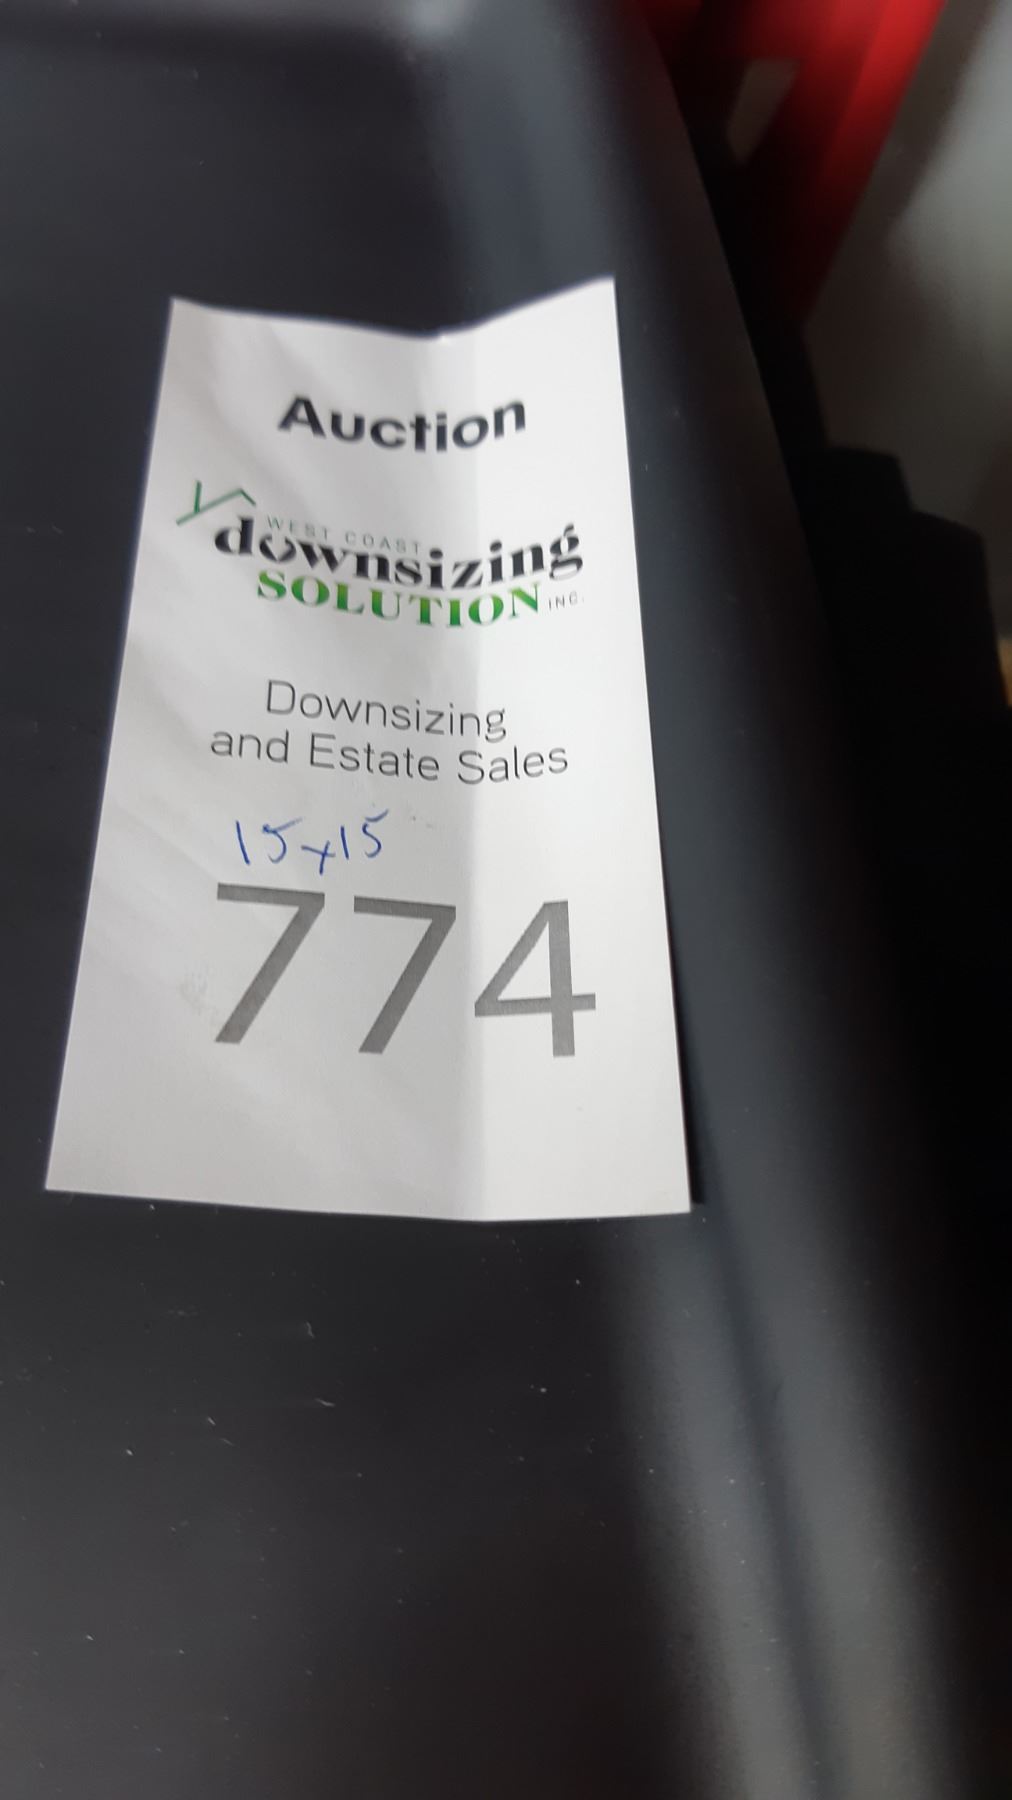 Auction
WEST COAST
downsizing
SOLUTION INC.
Downsizing
and Estate Sales
15x15
774